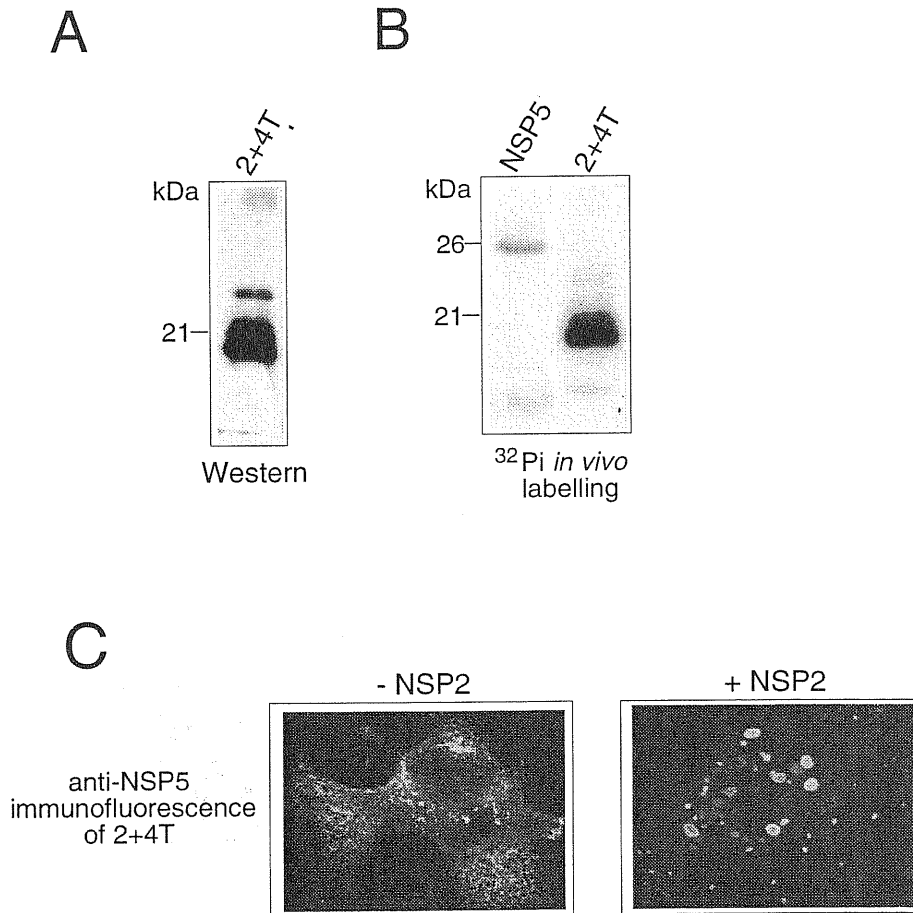 A
B
2+4T
kDa
21
Western
NSP5
2+4T
kDa
26
21
32Pi in vivo
labelling
C
- NSP2
+ NSP2
anti-NSP5
immunofluorescence
of 2+4T